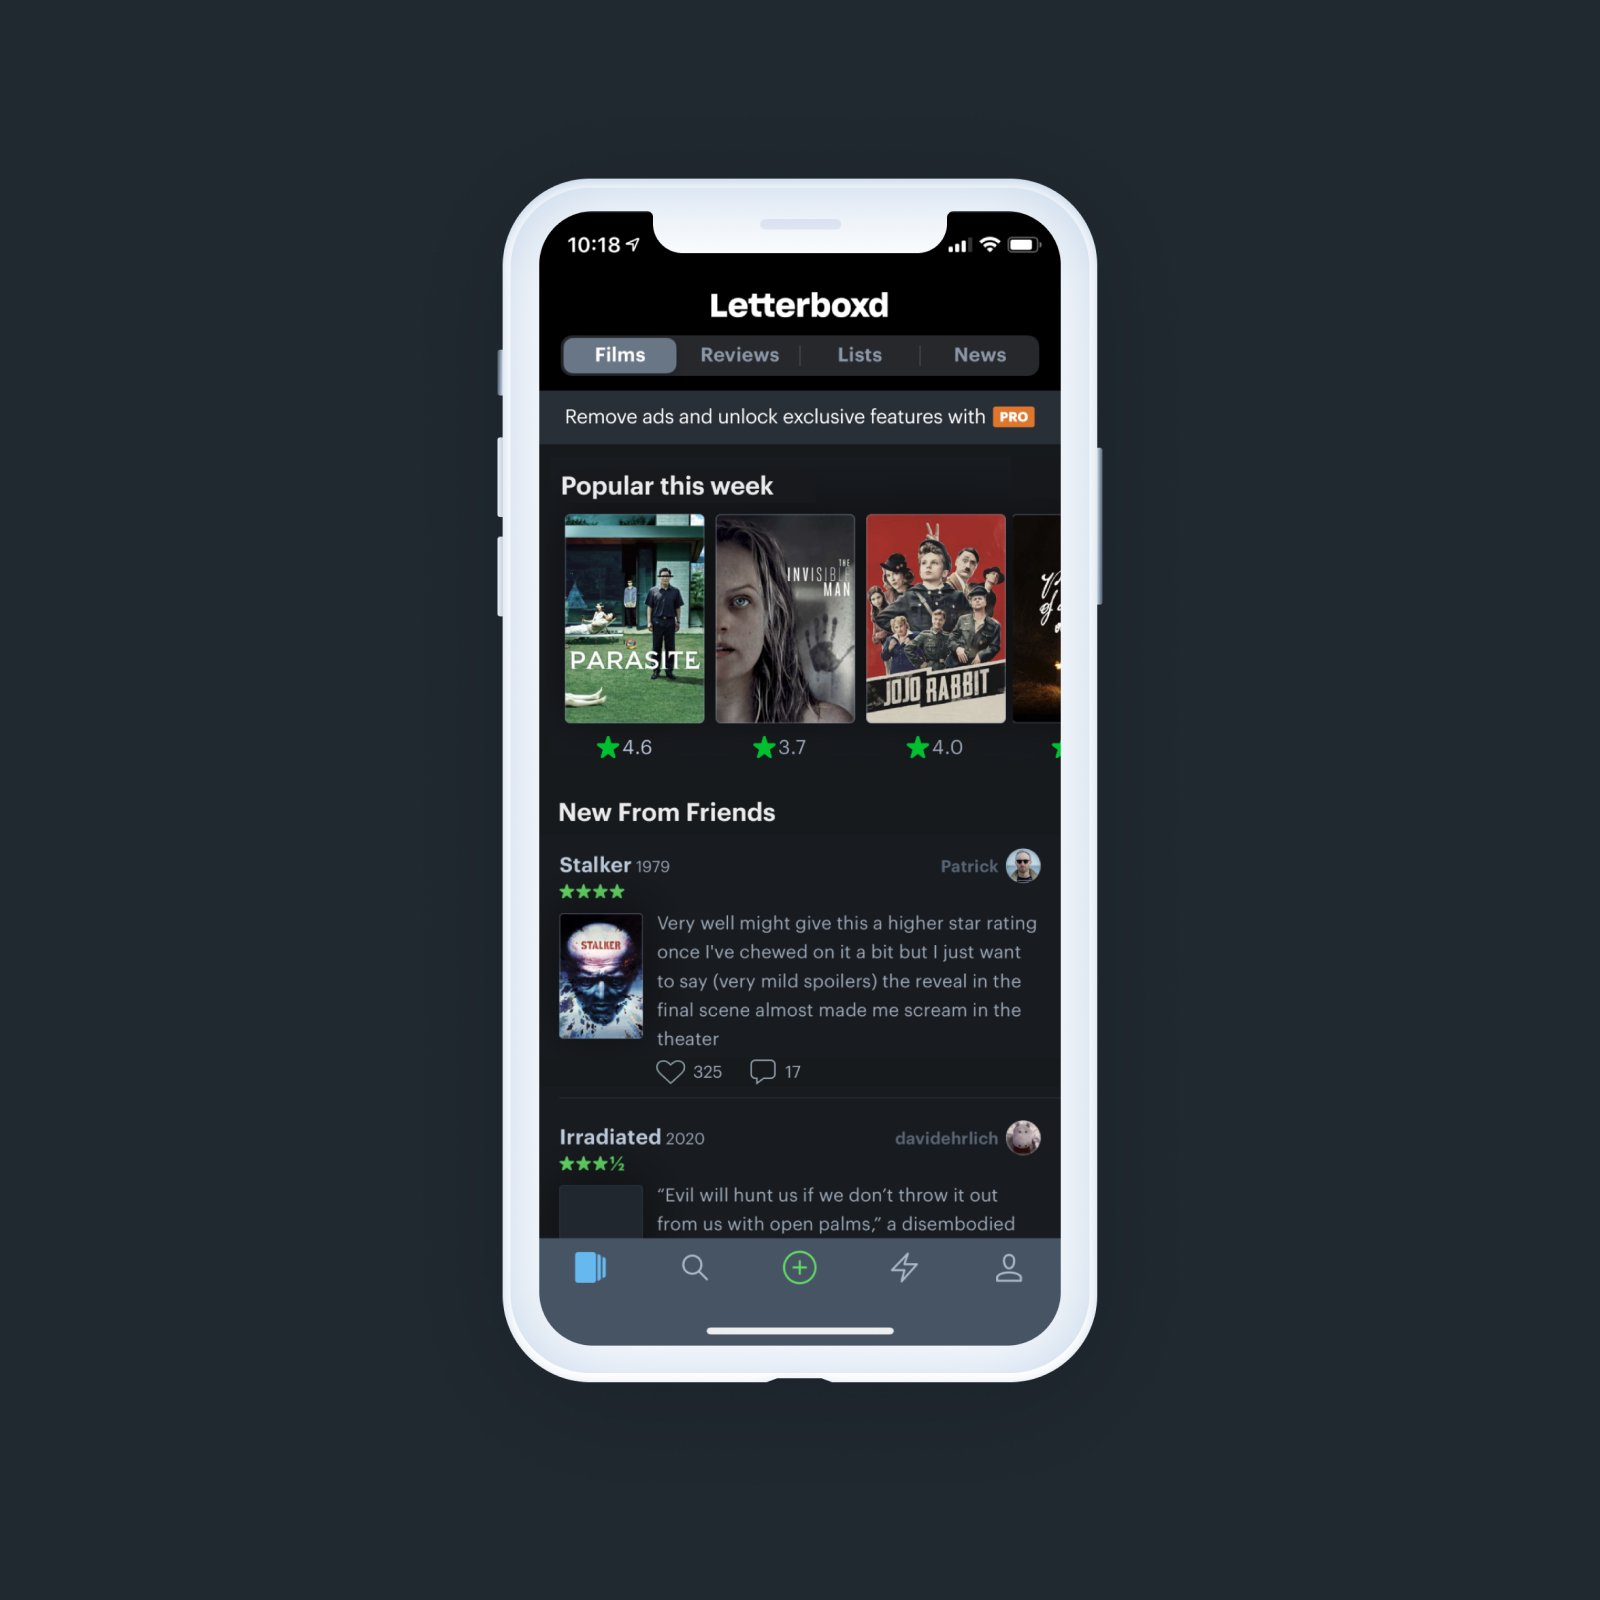 10:18
Letterboxd
Films Reviews Lists News
Remove ads and unlock exclusive features with PRO
Popular this week
PARASITE
THE
INVISIBLE
MAN
JOJO RABBIT
4.6 3.7 4.0
New From Friends
Stalker 1979 Patrick
STALKER
Very well might give this a higher star rating
once I've chewed on it a bit but I just want
to say (very mild spoilers) the reveal in the
final scene almost made me scream in the
theater
325 17
Irradiated 2020 davidehrlich
½
“Evil will hunt us if we don’t throw it out
from us with open palms,” a disembodied